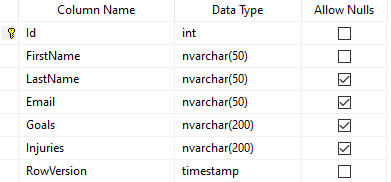 Column Name Data Type Allow Nulls
Id int
FirstName nvarchar(50)
LastName nvarchar(50)
Email nvarchar(50)
Goals nvarchar(200)
Injuries nvarchar(200)
RowVersion timestamp